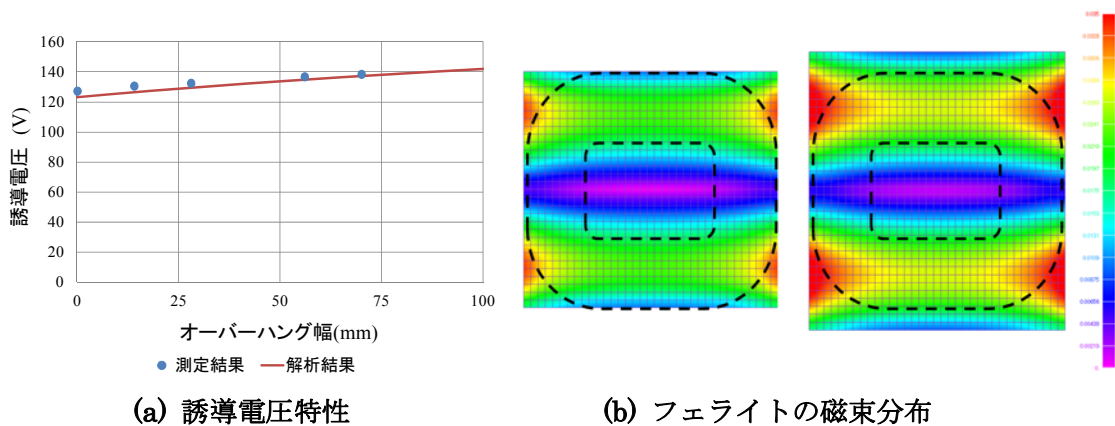 160
140
120
100
80
60
40
20
0
誘導電圧 (V)
0 25 50 75 100
オーバーハング幅(mm)
測定結果 解析結果
(a) 誘導電圧特性
(b) フェライトの磁束分布